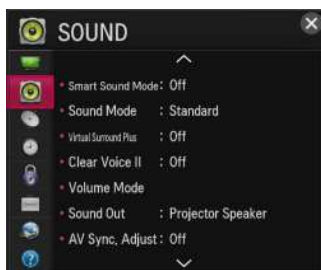 SOUND
• Smart Sound Mode: Off
• Sound Mode : Standard
• Virtual Surround Plus : Off
• Clear Voice II : Off
• Volume Mode
• Sound Out : Projector Speaker
• AV Sync, Adjust : Off
?